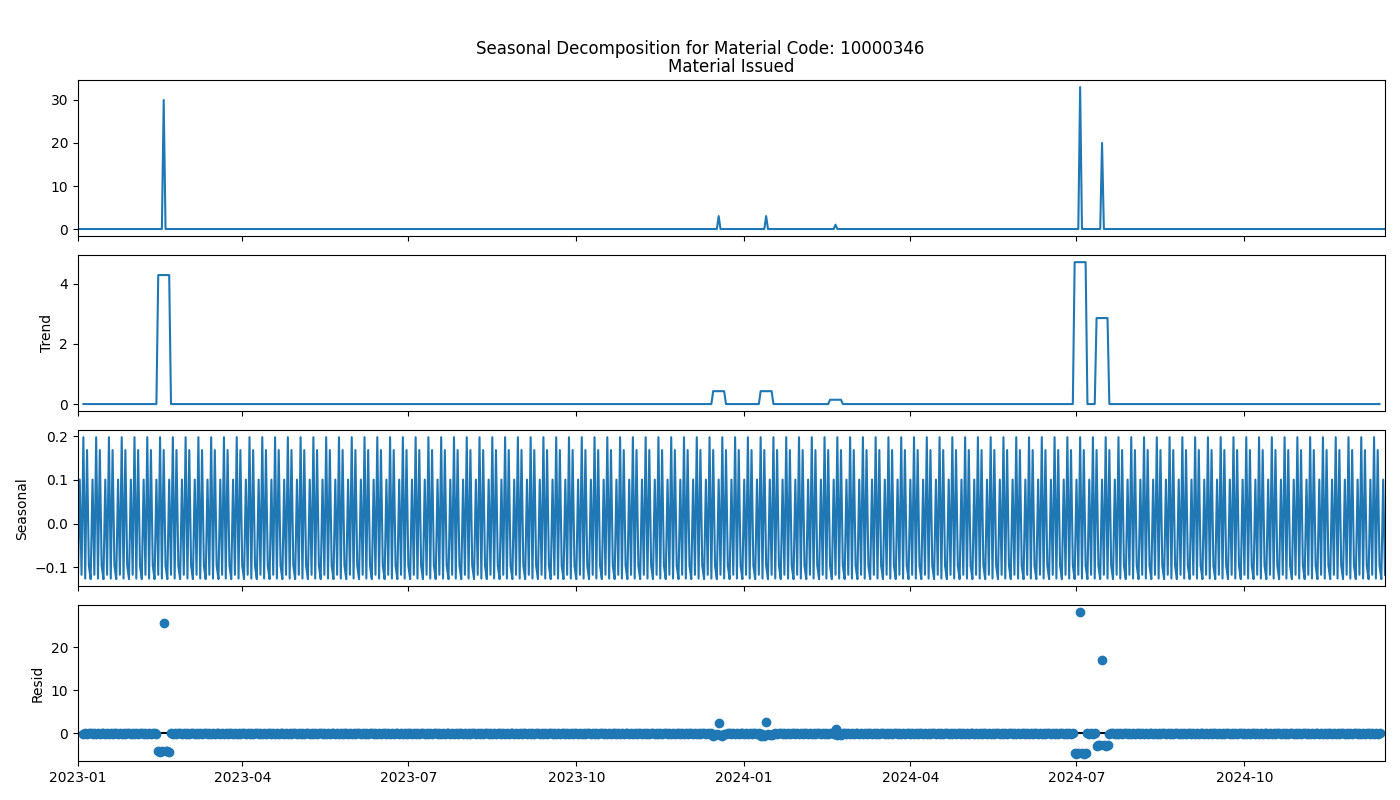 Seasonal Decomposition for Material Code: 10000346
Material Issued
30
20
10
0
Trend
4
2
0
Seasonal
0.2
0.1
0.0
−0.1
Resid
20
10
0
2023-01 2023-04 2023-07 2023-10 2024-01 2024-04 2024-07 2024-10